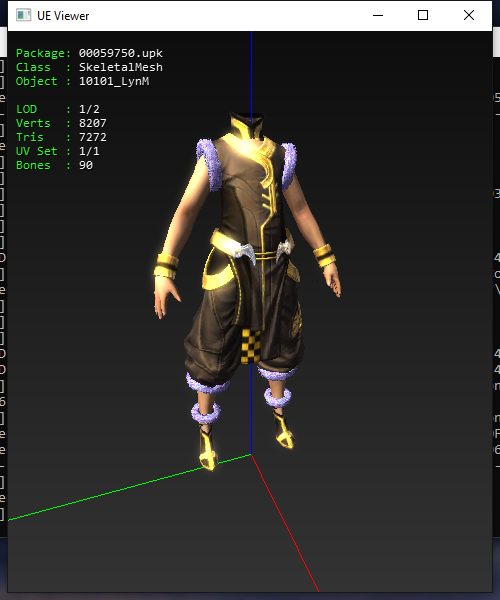 UE Viewer
Package: 00059750.upk
Class : SkeletalMesh
Object : 10101_LynM
LOD : 1/2
Verts : 8207
Tris : 7272
UV Set : 1/1
Bones : 90